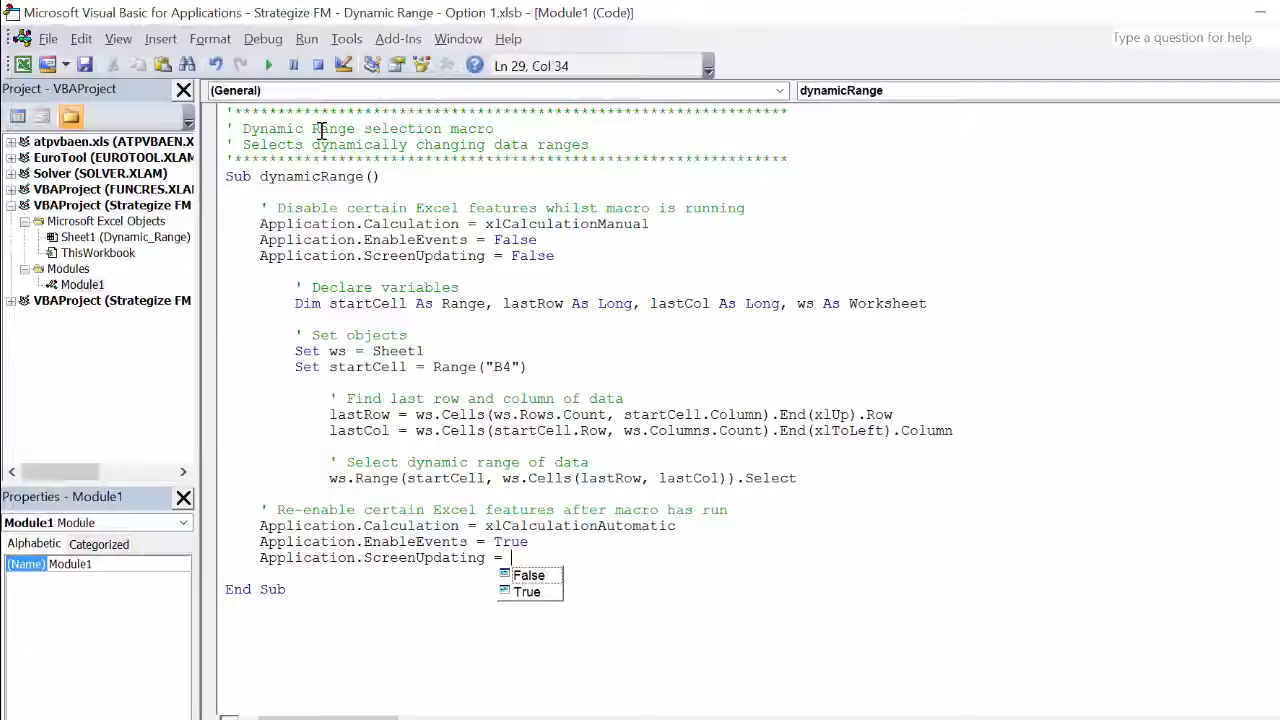 Microsoft Visual Basic for Applications - Strategize FM - Dynamic Range - Option 1.xlsb - [Module1 (Code)]
File Edit View Insert Format Debug Run Tools Add-Ins Window Help
Type a question for help
Ln 29, Col 34
Project - VBAProject
atpvbaen.xls (ATPVBAEN.X
EuroTool (EUROTOOL.XLAM
Solver (SOLVER.XLAM)
VBAProject (FUNCRES.XLA
VBAProject (Strategize FM
Microsoft Excel Objects
Sheet1 (Dynamic_Range)
ThisWorkbook
Modules
Module1
VBAProject (Strategize FM
Properties - Module1
Module1 Module
Alphabetic Categorized
(Name) Module1
(General)
dynamicRange
'****************************************************************
' Dynamic Range selection macro
' Selects dynamically changing data ranges
'****************************************************************
Sub dynamicRange()
' Disable certain Excel features whilst macro is running
Application.Calculation = xlCalculationManual
Application.EnableEvents = False
Application.ScreenUpdating = False
' Declare variables
Dim startCell As Range, lastRow As Long, lastCol As Long, ws As Worksheet
' Set objects
Set ws = Sheet1
Set startCell = Range("B4")
' Find last row and column of data
lastRow = ws.Cells(ws.Rows.Count, startCell.Column).End(xlUp).Row
lastCol = ws.Cells(startCell.Row, ws.Columns.Count).End(xlToLeft).Column
' Select dynamic range of data
ws.Range(startCell, ws.Cells(lastRow, lastCol)).Select
' Re-enable certain Excel features after macro has run
Application.Calculation = xlCalculationAutomatic
Application.EnableEvents = True
Application.ScreenUpdating =
False
True
End Sub